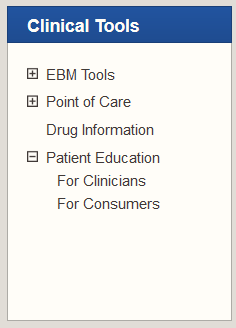 Clinical Tools
EBM Tools
Point of Care
Drug Information
Patient Education
For Clinicians
For Consumers